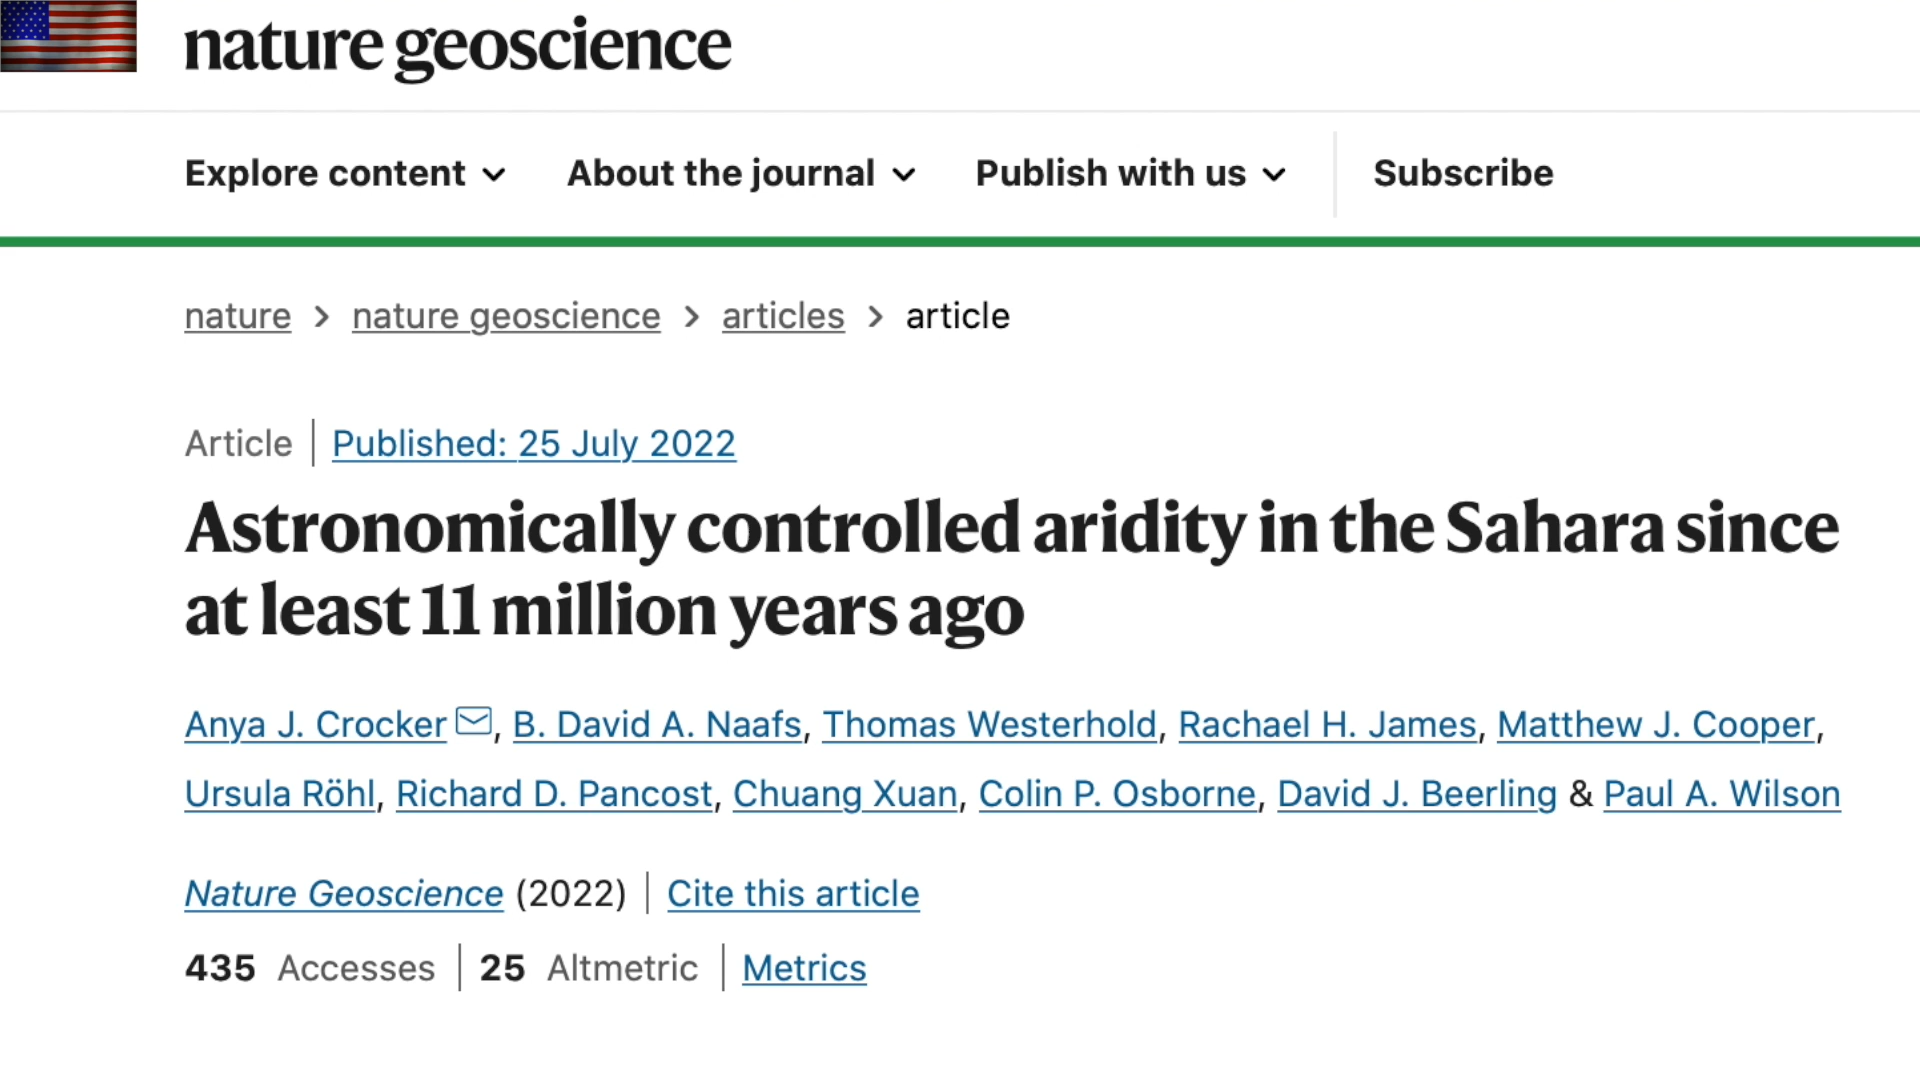 nature geoscience
Explore content About the journal Publish with us Subscribe
nature > nature geoscience > articles > article
Article | Published: 25 July 2022
Astronomically controlled aridity in the Sahara since
at least 11 million years ago
Anya J. Crocker, B. David A. Naafs, Thomas Westerhold, Rachael H. James, Matthew J. Cooper,
Ursula Röhl, Richard D. Pancost, Chuang Xuan, Colin P. Osborne, David J. Beerling & Paul A. Wilson
Nature Geoscience (2022) | Cite this article
435 Accesses | 25 Altmetric | Metrics